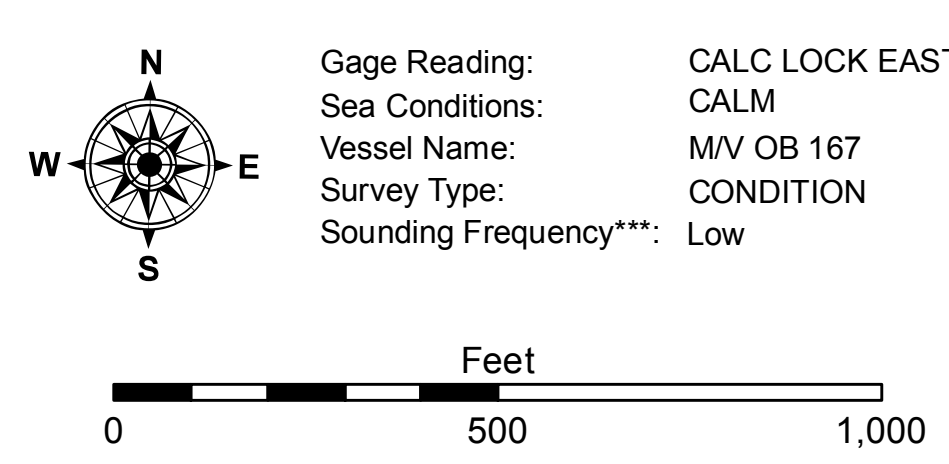 N
W E
S
Gage Reading: CALC LOCK EAST
Sea Conditions: CALM
Vessel Name: M/V OB 167
Survey Type: CONDITION
Sounding Frequency***: Low
Feet
0 500 1,000